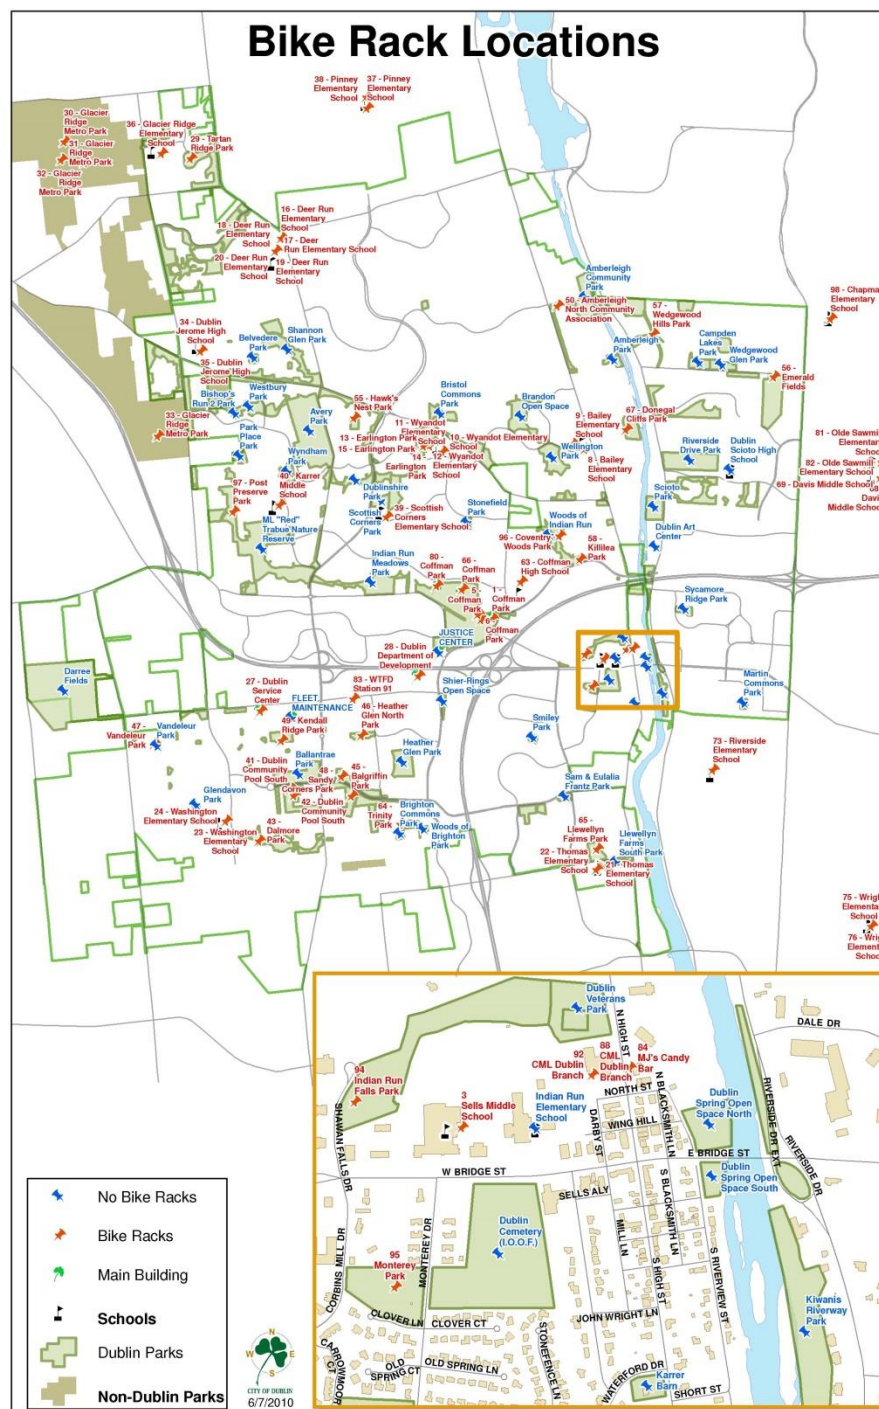 Bike Rack Locations
38 - Pinney
Elementary
School
37 - Pinney
Elementary
School
30 - Glacier
Ridge
Metro Park
36 - Glacier Ridge
Elementary
School
29 - Tartan
Ridge Park
31 - Glacier
Ridge
Metro Park
32 - Glacier
Ridge
Metro Park
16 - Deer Run
Elementary
School
18 - Deer Run
Elementary
School
17 - Deer
Run Elementary School
20 - Deer Run
Elementary
School
19 - Deer Run
Elementary
School
Amberleigh
Community
Park
50 - Amberleigh
North Community
Association
57 -
Wedgewood
Hills Park
98 - Chapma
Elementary
School
34 - Dublin
Jerome High
School
Belvedere
Park
Shannon
Glen Park
Amberleigh
Park
Campden
Lakes
Park
Wedgewood
Glen Park
35 - Dublin
Jerome High
School
56 -
Emerald
Fields
Bishop's
Run 2 Park
Westbury
Park
Avery
Park
55 - Hawk's
Nest Park
Bristol
Commons
Park
Brandon
Open Space
33 - Glacier
Ridge
Metro Park
Park
Place
Park
11 - Wyandot
Elementary
School
13 - Earlington Park
15 - Earlington Park
10 - Wyandot Elementary
School
9 - Bailey
Elementary
School
67 - Donegal
Cliffs Park
81 - Olde Sawmill
Elementary
School
Wyndham
Park
14 -
Earlington
Park
12 - Wyandot
Elementary
School
Wellington
Park
8 - Bailey
Elementary
School
Riverside
Drive Park
Dublin
Scioto High
School
82 - Olde Sawmill
Elementary School
69 - Davis Middle School
68
Davis
Middle School
40 - Karrer
Middle
School
97 - Post
Preserve
Park
Dublinshire
Park
Scioto
Park
ML "Red"
Trabue Nature
Reserve
Scottish
Corners
Park
39 - Scottish
Corners
Elementary School
Stonefield
Park
Woods of
Indian Run
96 - Coventry
Woods Park
58 -
Killilea
Park
Dublin Art
Center
Indian Run
Meadows
Park
80 -
Coffman
Park
66 -
Coffman
Park
63 - Coffman
High School
5 -
Coffman
Park
1 -
Coffman
Park
6 -
Coffman
Park
Sycamore
Ridge Park
JUSTICE
CENTER
28 - Dublin
Department of
Development
Darree
Fields
27 - Dublin
Service
Center
FLEET
MAINTENANCE
83 - WTFD
Station 91
Shier-Rings
Open Space
Martin
Commons
Park
47 -
Vandeleur
Park
Vandeleur
Park
49 - Kendall
Ridge Park
46 - Heather
Glen North
Park
Smiley
Park
73 - Riverside
Elementary
School
41 - Dublin
Community
Pool South
Ballantrae
Park
48 -
Sandy
Corners Park
45 -
Balgriffin
Park
Heather
Glen Park
Sam & Eulalia
Frantz Park
Glendavon
Park
24 - Washington
Elementary School
42 - Dublin
Community
Pool South
64 -
Trinity
Park
Brighton
Commons
Park
Woods of
Brighton
Park
23 - Washington
Elementary
School
43 -
Dalmore
Park
65 -
Llewellyn
Farms Park
22 - Thomas
Elementary
School
Llewellyn
Farms
South Park
21 - Thomas
Elementary
School
75 - Wrigh
Elementa
School
76 - Wrig
Element
Schoo
Dublin
Veterans
Park
N HIGH ST
DALE DR
92
CML Dublin
Branch
88
CML
Dublin
Branch
84
MJ's Candy
Bar
94
Indian Run
Falls Park
NORTH ST
3
Sells Middle
School
Indian Run
Elementary
School
N BLACKSMITH LN
Dublin
Spring Open
Space North
RIVERSIDE DR EXT
SHAWAN FALLS DR
DARBY ST
WING HILL
E BRIDGE ST
RIVERSIDE DR
W BRIDGE ST
Dublin
Spring Open
Space South
SELLS ALY
S BLACKSMITH LN
Dublin
Cemetery
(I.O.O.F.)
MILL LN
S HIGH ST
S RIVERVIEW ST
CORBINS MILL DR
MONTEREY DR
95
Monterey
Park
Kiwanis
Riverway
Park
CLOVER LN
CLOVER CT
JOHN WRIGHT LN
STONEFENCE LN
CARROWMOOR
CT
OLD
SPRING CT
OLD SPRING LN
WATERFORD DR
Karrer
Barn
SHORT ST
No Bike Racks
Bike Racks
Main Building
Schools
Dublin Parks
Non-Dublin Parks
N
W E
S
CITY OF DUBLIN
6/7/2010